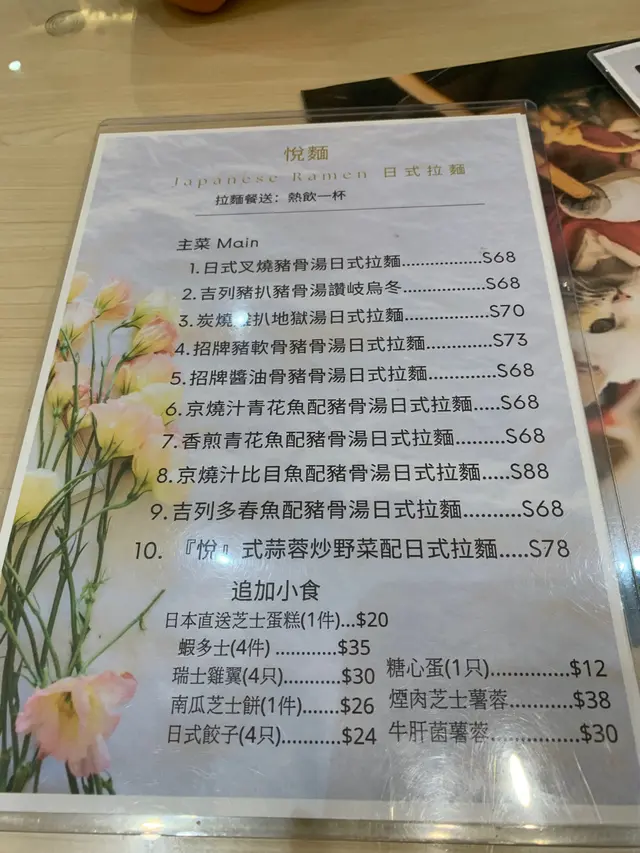 悅麵
Japanese Ramen 日式拉麵
拉麵餐送：熱飲一杯
主菜 Main
1.日式叉燒豬骨湯日式拉麵................S68
2.吉列豬扒豬骨湯讚岐烏冬................S68
3.炭燒扒地獄湯日式拉麵.................S70
4.招牌豬軟骨豬骨湯日式拉麵.............S73
5.招牌醬油骨豬骨湯日式拉麵.............S68
6.京燒汁青花魚配豬骨湯日式拉麵.....S68
7.香煎青花魚配豬骨湯日式拉麵.........S68
8.京燒汁比目魚配豬骨湯日式拉麵.....S88
9.吉列多春魚配豬骨湯日式拉麵.........S68
10.『悅』式蒜蓉炒野菜配日式拉麵.....S78
追加小食
日本直送芝士蛋糕(1件)...$20
蝦多士(4件) ............$35
瑞士雞翼(4只)............$30
南瓜芝士餅(1件).......$26
日式餃子(4只)............$24
糖心蛋(1只)...............$12
煙肉芝士薯蓉............$38
牛肝菌薯蓉...............$30